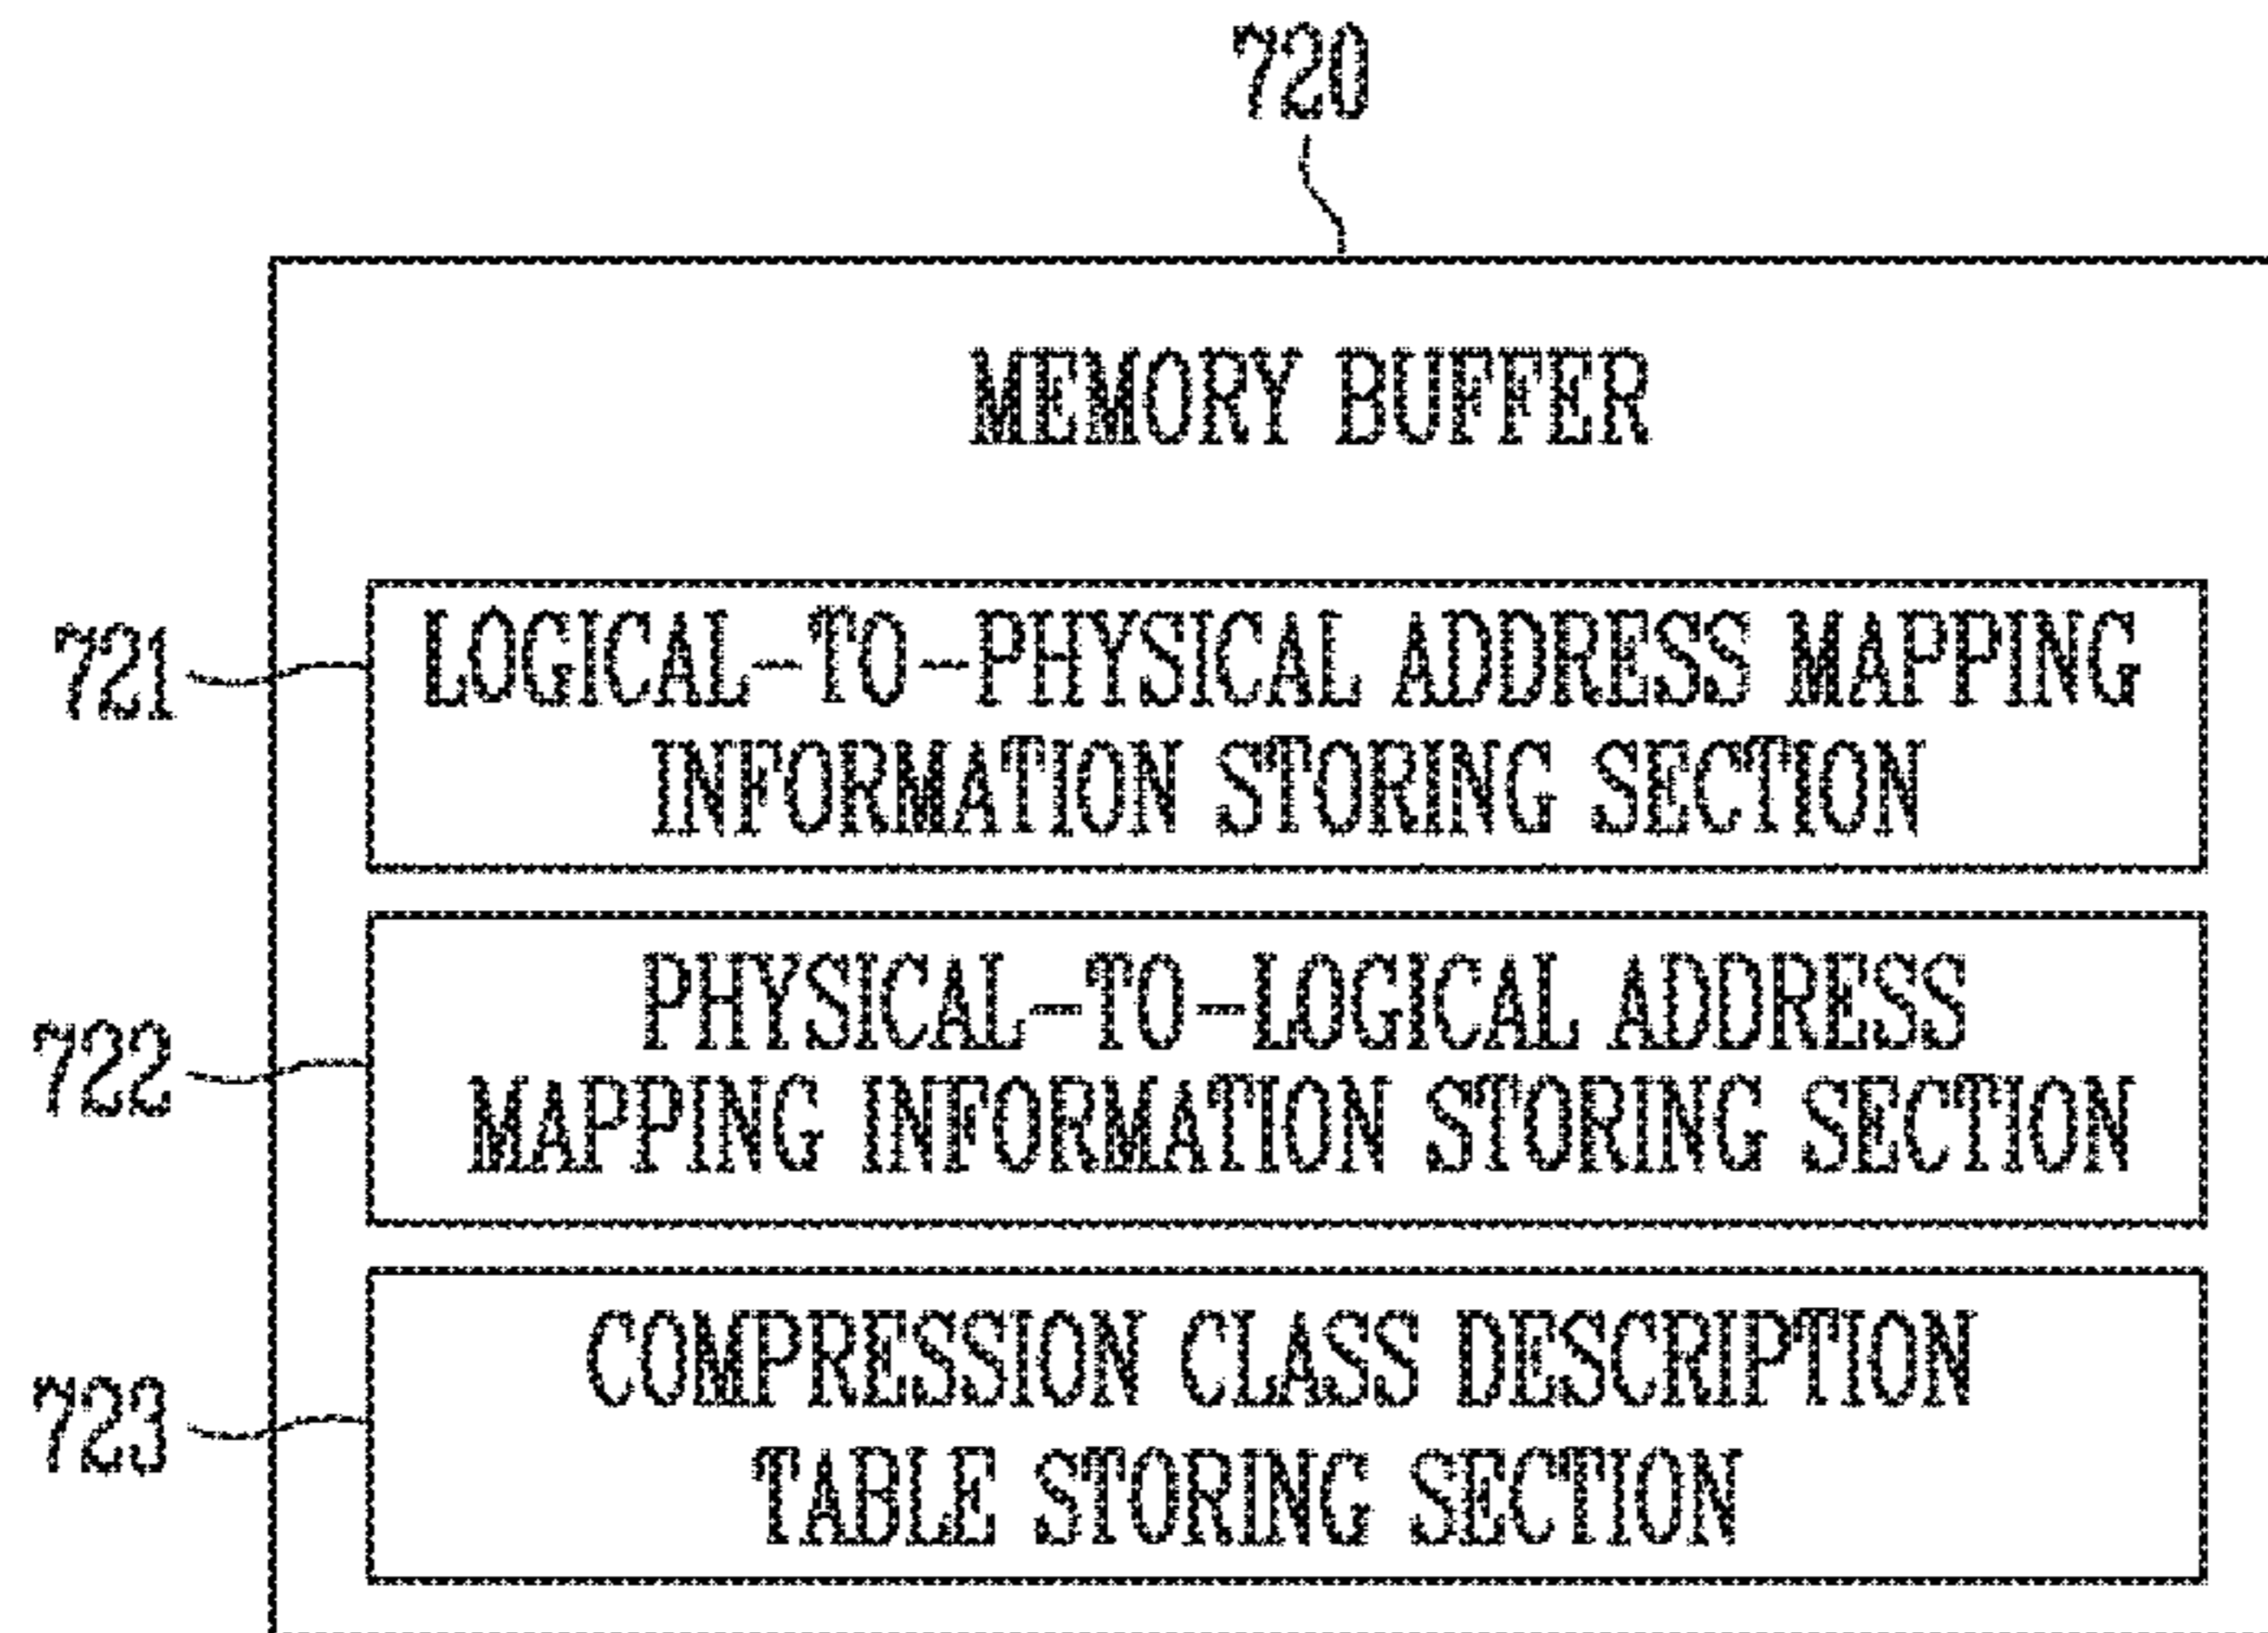 720
MEMORY BUFFER
721
LOGICAL-TO-PHYSICAL ADDRESS MAPPING
INFORMATION STORING SECTION
722
PHYSICAL-TO-LOGICAL ADDRESS
MAPPING INFORMATION STORING SECTION
723
COMPRESSION CLASS DESCRIPTION
TABLE STORING SECTION